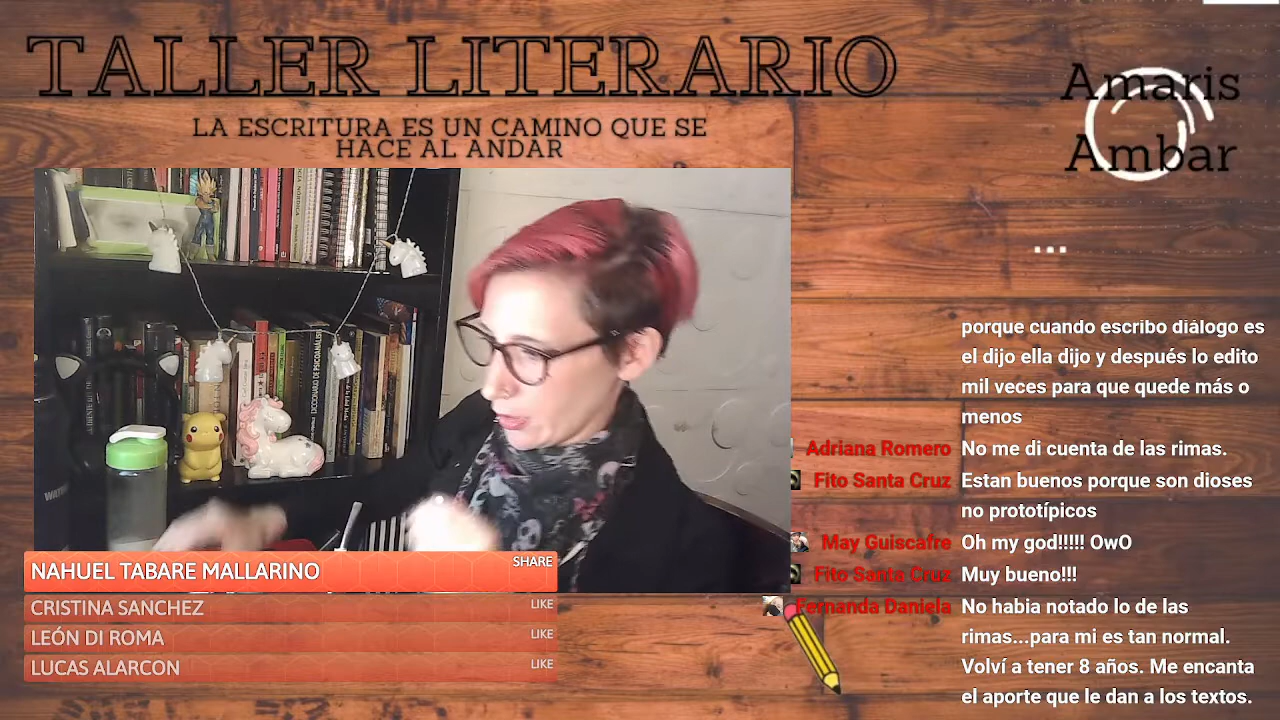 TALLER LITERARIO
LA ESCRITURA ES UN CAMINO QUE SE
HACE AL ANDAR
Amaris
Ambar
...
DICCIONARIO DE PSICOANÁLISIS
porque cuando escribo diálogo es
el dijo ella dijo y después lo edito
mil veces para que quede más o
menos
Adriana Romero No me di cuenta de las rimas.
Fito Santa Cruz Estan buenos porque son dioses
no prototípicos
May Guiscafre Oh my god!!!!! OwO
Fito Santa Cruz Muy bueno!!!
Fernanda Daniela No habia notado lo de las
rimas...para mi es tan normal.
Volví a tener 8 años. Me encanta
el aporte que le dan a los textos.
NAHUEL TABARE MALLARINO SHARE
CRISTINA SANCHEZ LIKE
LEÓN DI ROMA LIKE
LUCAS ALARCON LIKE